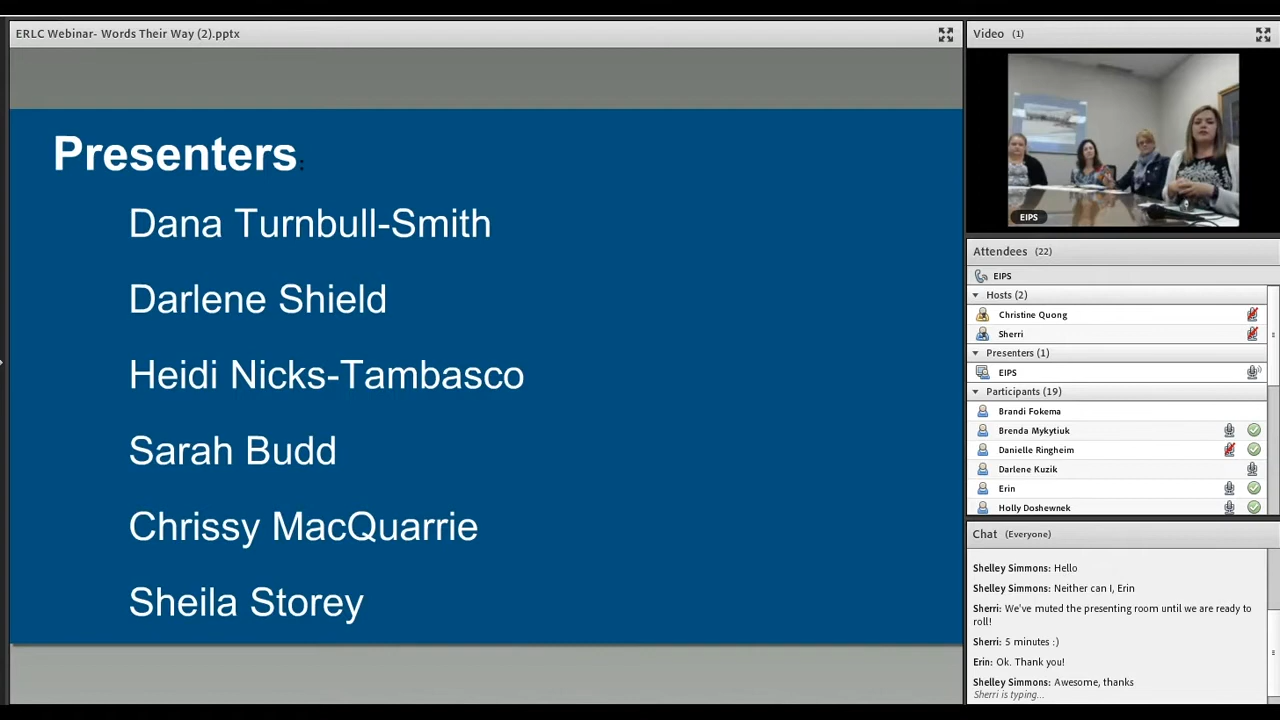 ERLC Webinar- Words Their Way (2).pptx
Presenters:
Dana Turnbull-Smith
Darlene Shield
Heidi Nicks-Tambasco
Sarah Budd
Chrissy MacQuarrie
Sheila Storey
Video (1)
EIPS
Attendees (22)
EIPS
Hosts (2)
Christine Quong
Sherri
Presenters (1)
EIPS
Participants (19)
Brandi Fokema
Brenda Mykytiuk
Danielle Ringheim
Darlene Kuzik
Erin
Holly Doshewnek
Chat (Everyone)
Shelley Simmons: Hello
Shelley Simmons: Neither can I, Erin
Sherri: We've muted the presenting room until we are ready to
roll!
Sherri: 5 minutes :)
Erin: Ok. Thank you!
Shelley Simmons: Awesome, thanks
Sherri is typing...